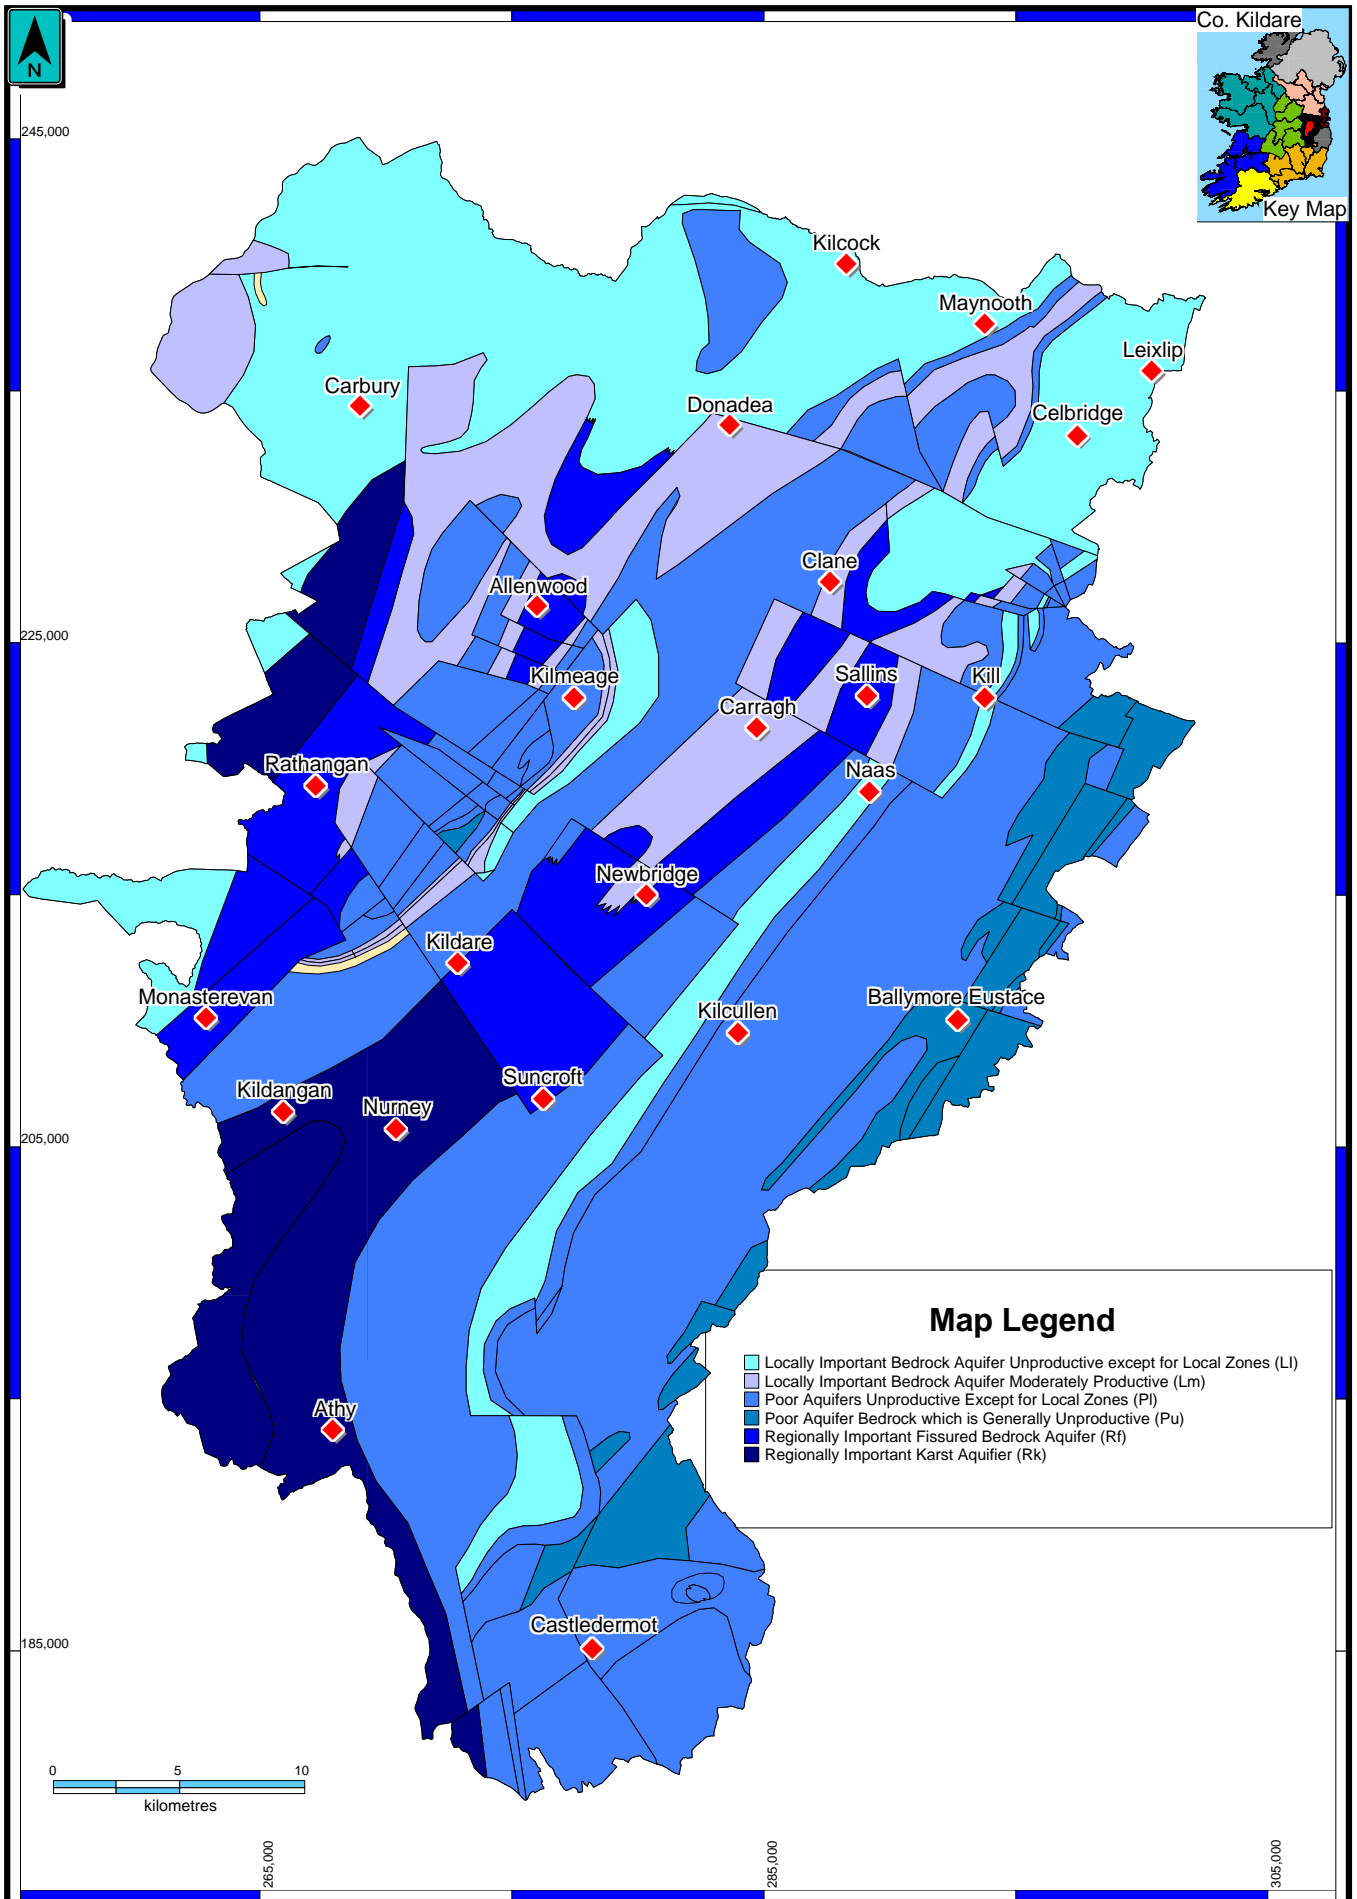 Co. Kildare
N
Key Map
245,000
Kilcock
Maynooth
Leixlip
Carbury
Donadea
Celbridge
Clane
Allenwood
225,000
Kilmeage
Sallins
Kill
Carragh
Rathangan
Naas
Newbridge
Kildare
Monasterevan
Ballymore Eustace
Kilcullen
Suncroft
Kildangan
Nurney
205,000
Map Legend
Locally Important Bedrock Aquifer Unproductive except for Local Zones (Ll)
Locally Important Bedrock Aquifer Moderately Productive (Lm)
Poor Aquifers Unproductive Except for Local Zones (Pl)
Poor Aquifer Bedrock which is Generally Unproductive (Pu)
Regionally Important Fissured Bedrock Aquifer (Rf)
Regionally Important Karst Aquifier (Rk)
Athy
Castledermot
185,000
0 5 10
kilometres
265,000
285,000
305,000